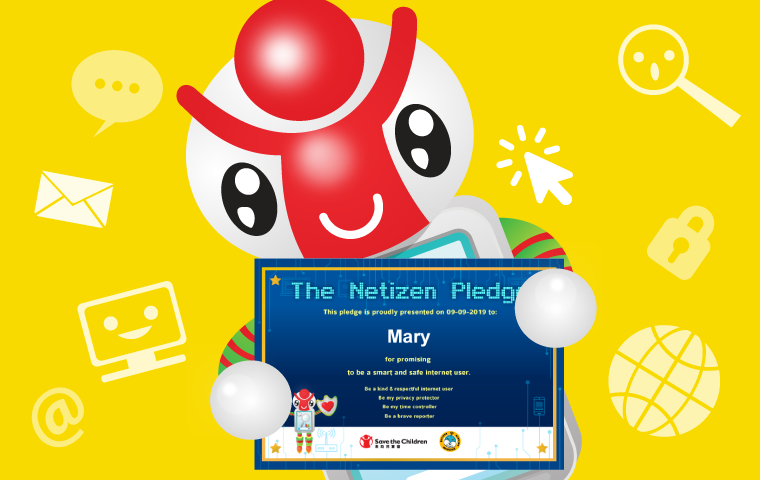 The Netizen Pledge
This pledge is proudly presented on 09-09-2019 to:
Mary
for promising
to be a smart and safe internet user.
Be a kind & respectful internet user
Be my privacy protector
Be my time controller
Be a brave reporter
Save the Children
@